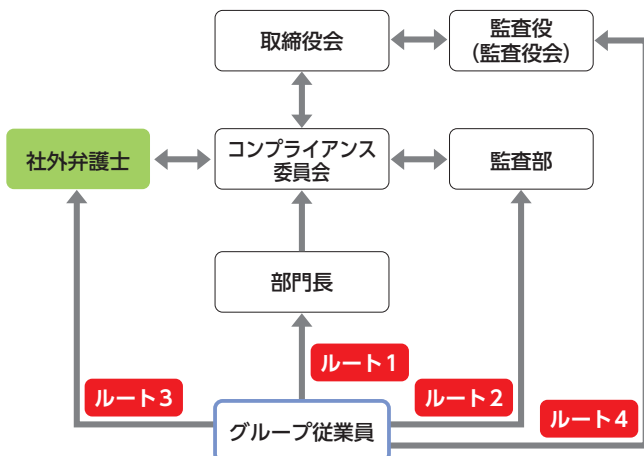 取締役会
監査役
(監査役会)
社外弁護士
コンプライアンス
委員会
監査部
部門長
ルート1
ルート3
ルート2
ルート4
グループ従業員